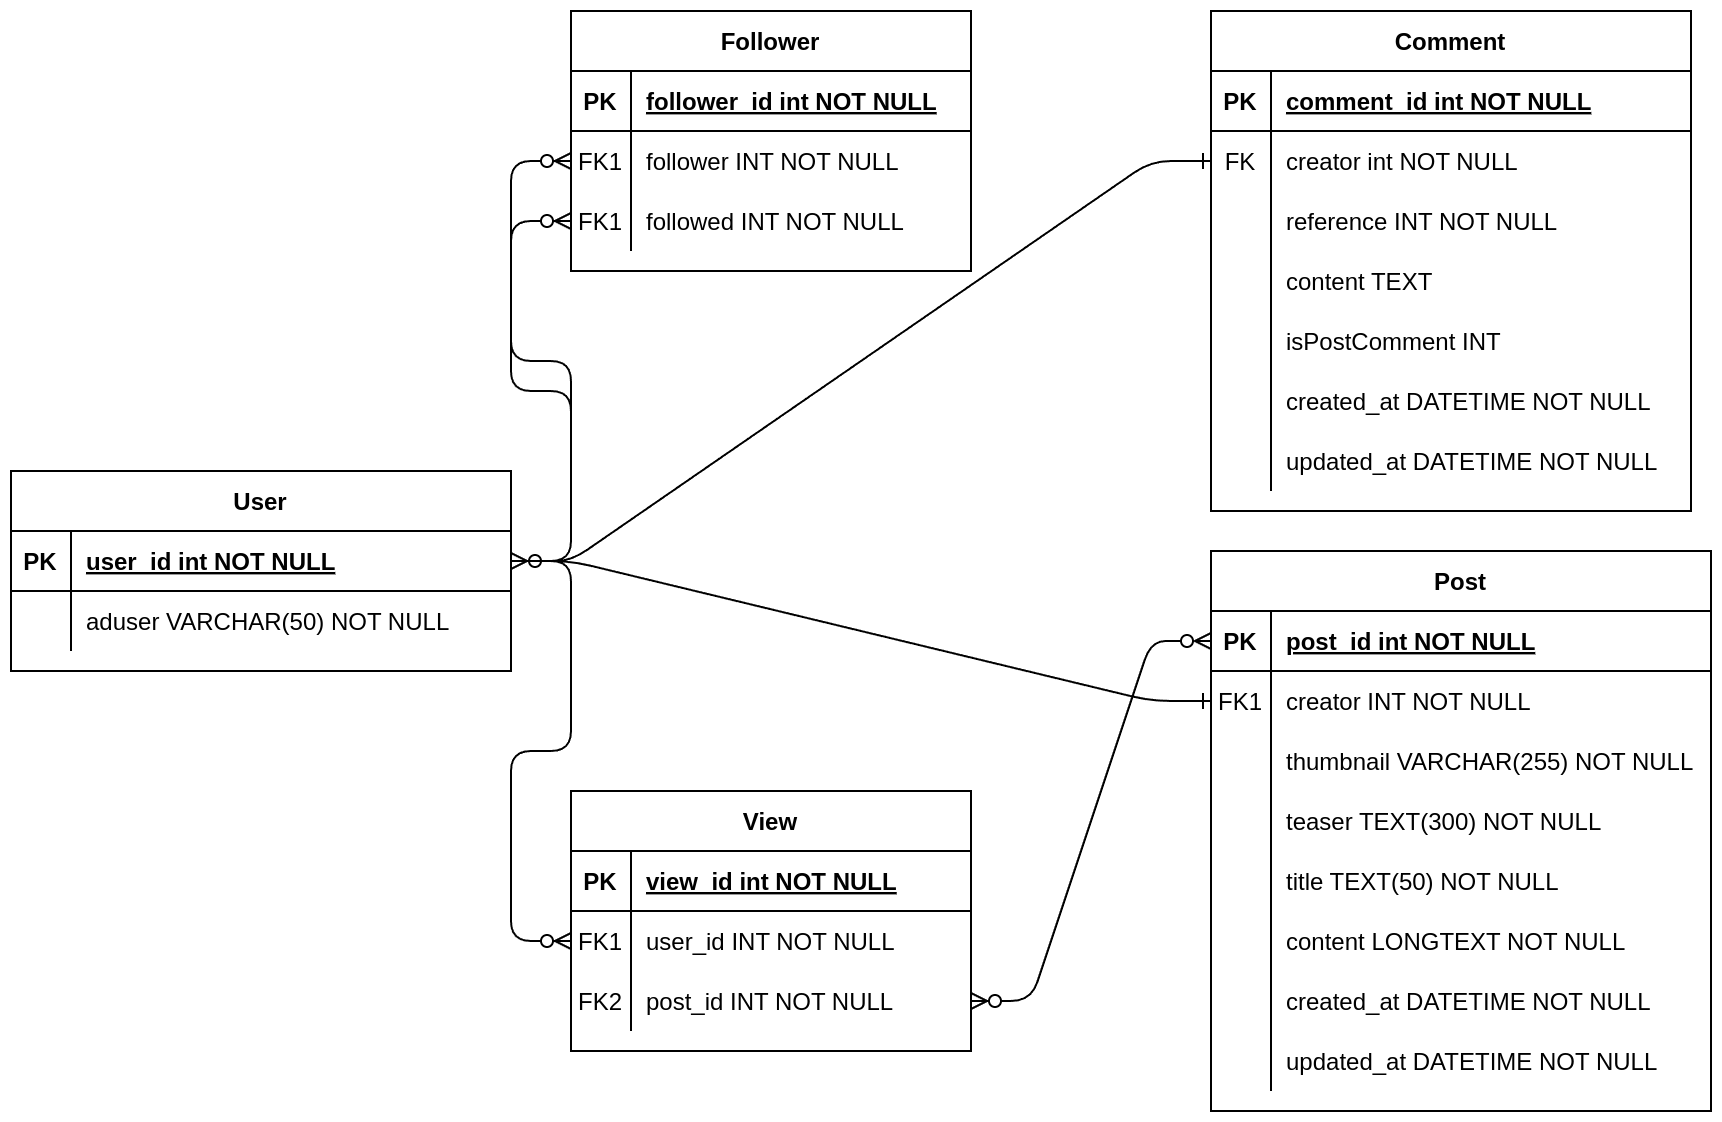 Follower
PK follower_id int NOT NULL
FK1 follower INT NOT NULL
FK1 followed INT NOT NULL
Comment
PK comment_id int NOT NULL
FK creator int NOT NULL
reference INT NOT NULL
content TEXT
isPostComment INT
created_at DATETIME NOT NULL
updated_at DATETIME NOT NULL
User
PK user_id int NOT NULL
aduser VARCHAR(50) NOT NULL
Post
PK post_id int NOT NULL
FK1 creator INT NOT NULL
thumbnail VARCHAR(255) NOT NULL
teaser TEXT(300) NOT NULL
title TEXT(50) NOT NULL
content LONGTEXT NOT NULL
created_at DATETIME NOT NULL
updated_at DATETIME NOT NULL
View
PK view_id int NOT NULL
FK1 user_id INT NOT NULL
FK2 post_id INT NOT NULL